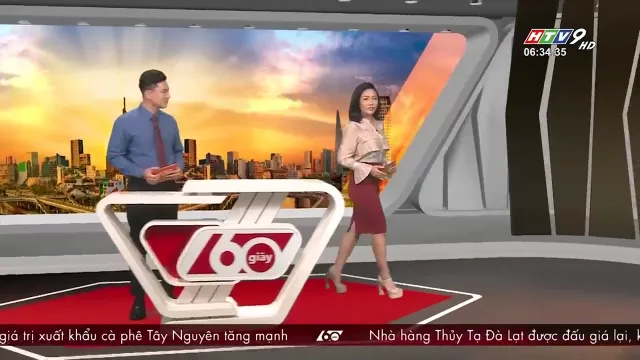 HTV9 HD
06:34:35
60 giây
giá trị xuất khẩu cà phê Tây Nguyên tăng mạnh 60 Nhà hàng Thủy Tạ Đà Lạt được đấu giá lại, k